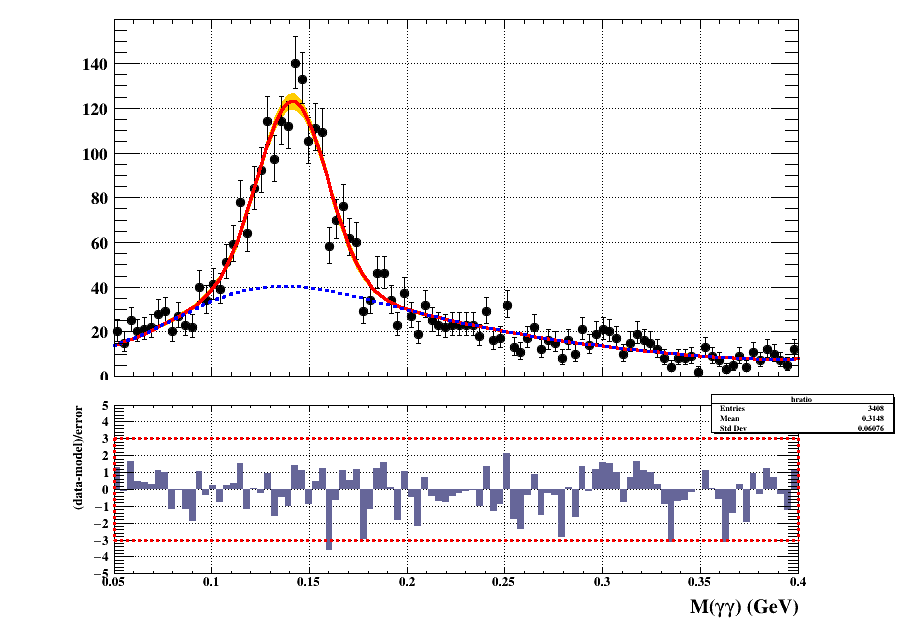 140
120
100
80
60
40
20
0
(data-model)/error
5
4
3
2
1
0
−1
−2
−3
−4
−5
hratio
Entries 3408
Mean 0.3148
Std Dev 0.06076
0.05 0.1 0.15 0.2 0.25 0.3 0.35 0.4
M(γγ) (GeV)